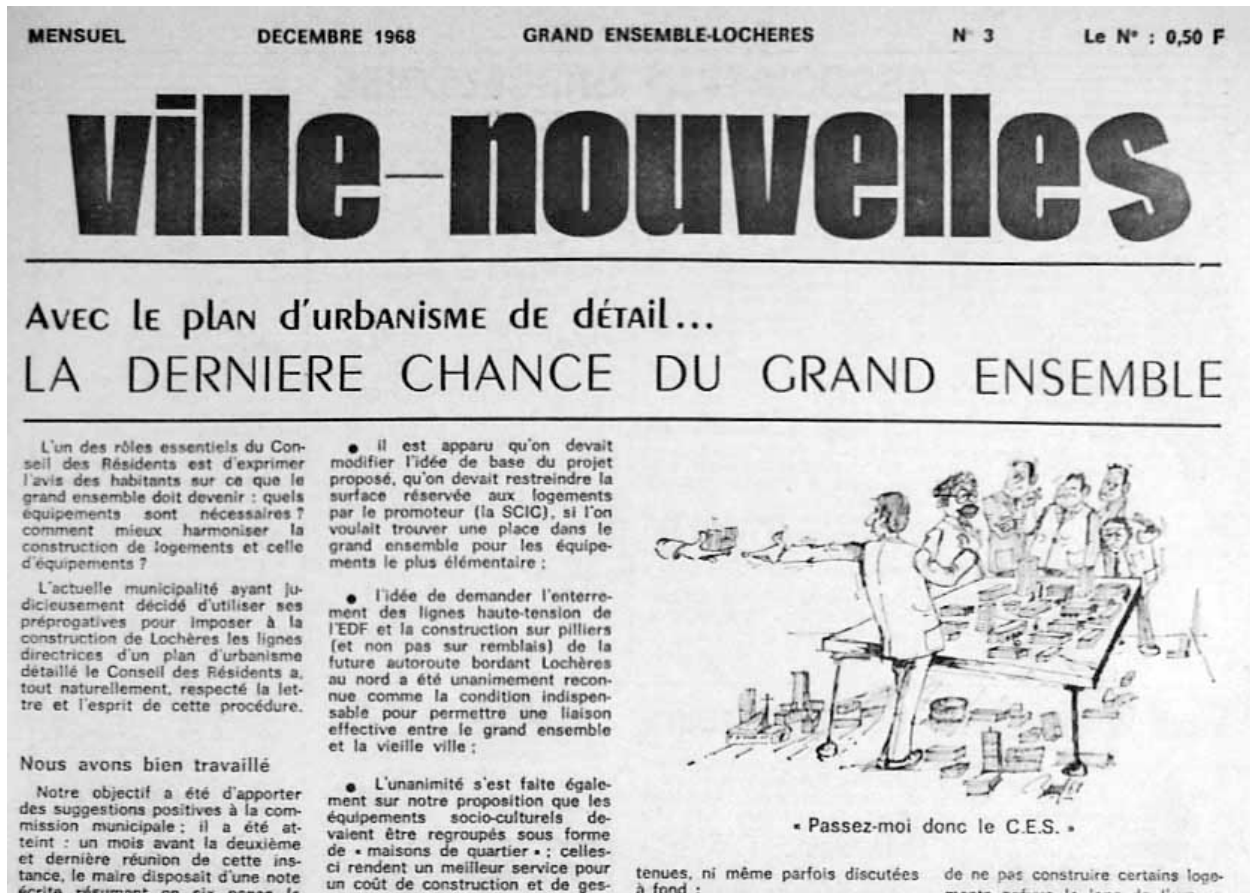 MENSUEL DECEMBRE 1968 GRAND ENSEMBLE-LOCHERES N° 3 Le N° : 0,50 F
ville-nouvelles
Avec le plan d'urbanisme de détail...
LA DERNIERE CHANCE DU GRAND ENSEMBLE
L'un des rôles essentiels du Con-
seil des Résidents est d'exprimer
l'avis des habitants sur ce que le
grand ensemble doit devenir : quels
équipements sont nécessaires ?
comment mieux harmoniser la
construction de logements et celle
d'équipements ?
L'actuelle municipalité ayant ju-
dicieusement décidé d'utiliser ses
préprogatives pour imposer à la
construction de Lochères les lignes
directrices d'un plan d'urbanisme
détaillé le Conseil des Résidents a,
tout naturellement, respecté la let-
tre et l'esprit de cette procédure.
Nous avons bien travaillé
Notre objectif a été d'apporter
des suggestions positives à la com-
mission municipale ; il a été at-
teint : un mois avant la deuxième
et dernière réunion de cette ins-
tance, le maire disposait d'une note
écrite résumant en six pages le
● il est apparu qu'on devait
modifier l'idée de base du projet
proposé, qu'on devait restreindre la
surface réservée aux logements
par le promoteur (la SCIC), si l'on
voulait trouver une place dans le
grand ensemble pour les équipe-
ments le plus élémentaire ;
● l'idée de demander l'enterre-
ment des lignes haute-tension de
l'EDF et la construction sur pilliers
(et non pas sur remblais) de la
future autoroute bordant Lochères
au nord a été unanimement recon-
nue comme la condition indispen-
sable pour permettre une liaison
effective entre le grand ensemble
et la vieille ville ;
● L'unanimité s'est faite égale-
ment sur notre proposition que les
équipements socio-culturels de-
vaient être regroupés sous forme
de « maisons de quartier » ; celles-
ci rendent un meilleur service pour
un coût de construction et de ges-
« Passez-moi donc le C.E.S. »
tenues, ni même parfois discutées
à fond :
de ne pas construire certains loge-